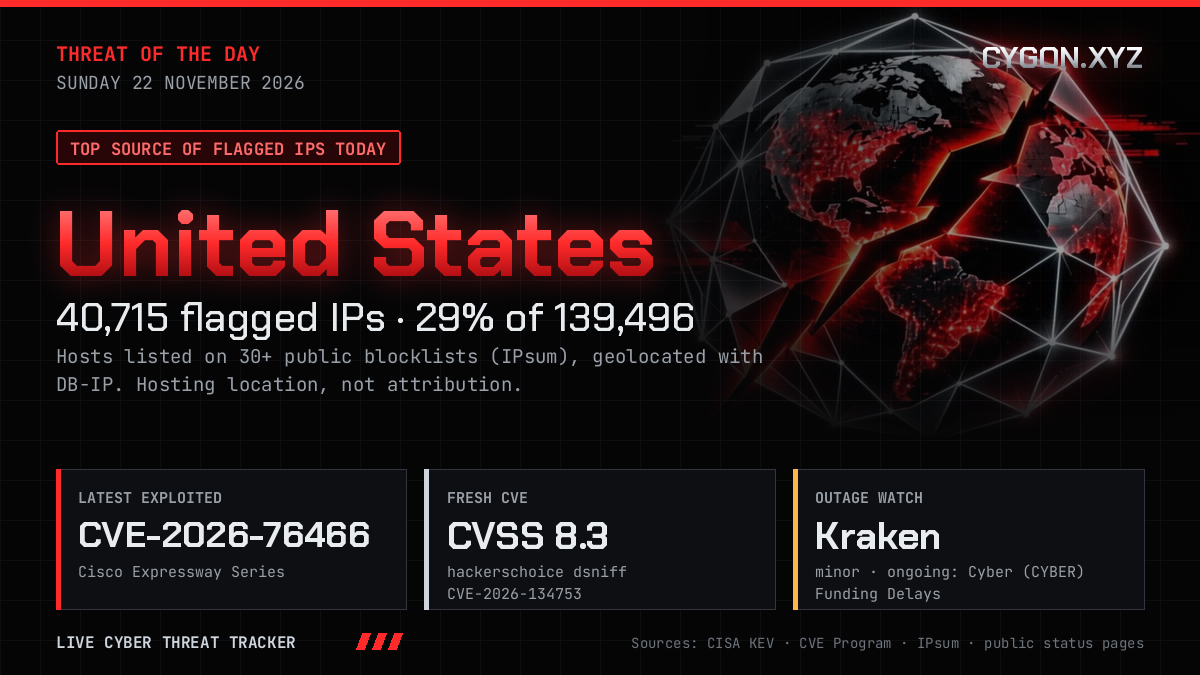 THREAT OF THE DAY
SUNDAY 22 NOVEMBER 2026
CYGON.XYZ
TOP SOURCE OF FLAGGED IPS TODAY
United States
40,715 flagged IPs · 29% of 139,496
Hosts listed on 30+ public blocklists (IPsum), geolocated with
DB-IP. Hosting location, not attribution.
LATEST EXPLOITED
CVE-2026-76466
Cisco Expressway Series
FRESH CVE
CVSS 8.3
hackerschoice dsniff
CVE-2026-134753
OUTAGE WATCH
Kraken
minor · ongoing: Cyber (CYBER)
Funding Delays
LIVE CYBER THREAT TRACKER
Sources: CISA KEV · CVE Program · IPsum · public status pages